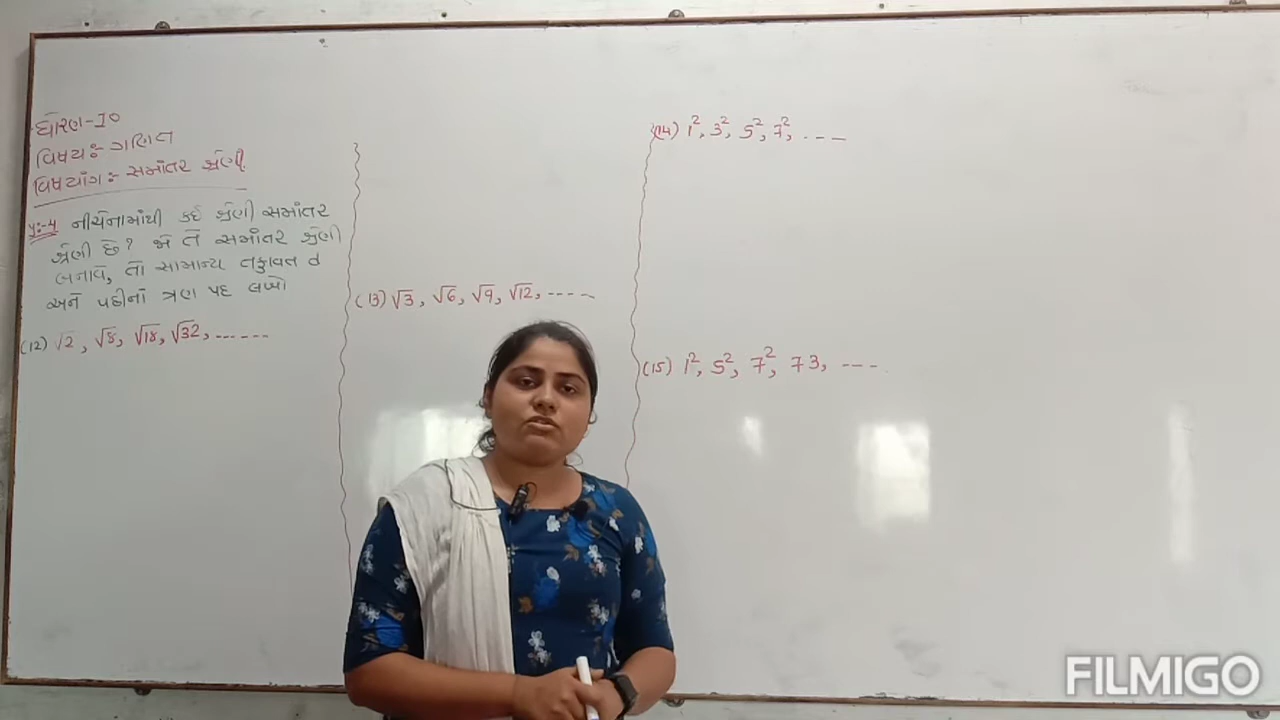 ધોરણ-10
વિષય:- ગણિત
વિષયાંગ:- સમાંતર શ્રેણી
પ્ર:-4 નીચેનામાંથી કઈ શ્રેણી સમાંતર
શ્રેણી છે? જો તે સમાંતર શ્રેણી
બનાવે, તો સામાન્ય તફાવત d
અને પછીનાં ત્રણ પદ લખો
(12) √2, √8, √18, √32, ------
(13) √3, √6, √9, √12, -----
(14) 1², 3², 5², 7², ---
(15) 1², 5², 7², 73, ---
FILMIGO